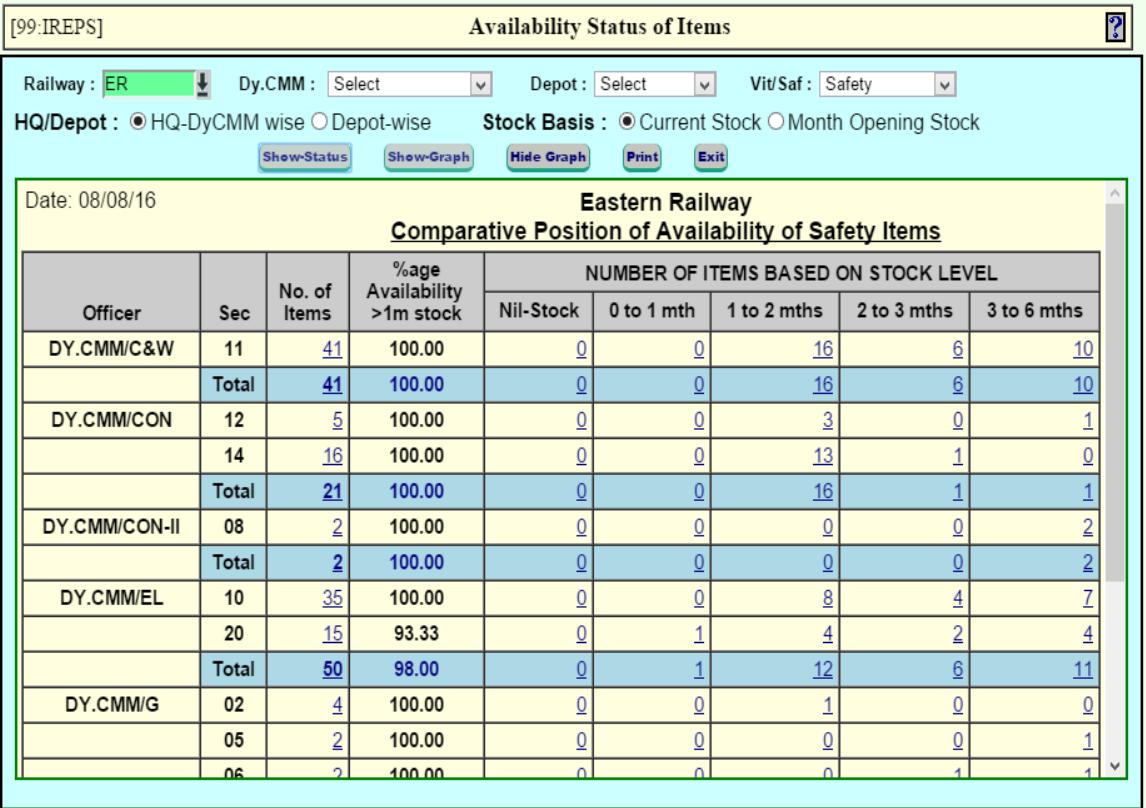 [99:IREPS] Availability Status of Items ?
Railway : ER Dy.CMM : Select Depot : Select Vit/Saf : Safety
HQ/Depot : HQ-DyCMM wise Depot-wise Stock Basis : Current Stock Month Opening Stock
Show-Status Show-Graph Hide Graph Print Exit
Date: 08/08/16 Eastern Railway
Comparative Position of Availability of Safety Items
Officer Sec No. of Items %age Availability >1m stock NUMBER OF ITEMS BASED ON STOCK LEVEL
Nil-Stock 0 to 1 mth 1 to 2 mths 2 to 3 mths 3 to 6 mths
DY.CMM/C&W 11 41 100.00 0 0 16 6 10
Total 41 100.00 0 0 16 6 10
DY.CMM/CON 12 5 100.00 0 0 3 0 1
14 16 100.00 0 0 13 1 0
Total 21 100.00 0 0 16 1 1
DY.CMM/CON-II 08 2 100.00 0 0 0 0 2
Total 2 100.00 0 0 0 0 2
DY.CMM/EL 10 35 100.00 0 0 8 4 7
20 15 93.33 0 1 4 2 4
Total 50 98.00 0 1 12 6 11
DY.CMM/G 02 4 100.00 0 0 1 0 0
05 2 100.00 0 0 0 0 1
06 2 100.00 0 0 0 1 1